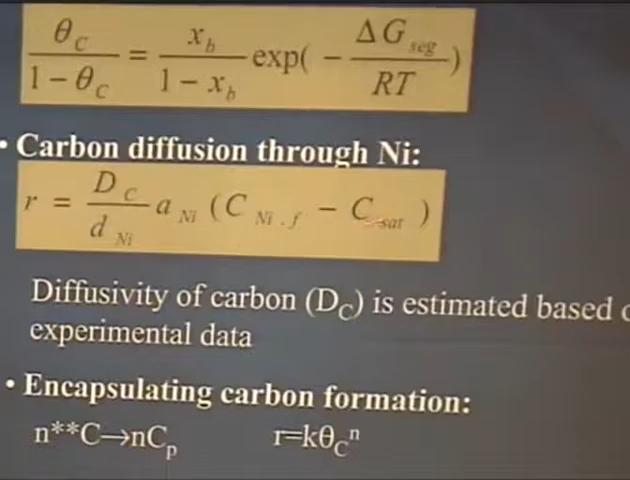 θ_C / (1 − θ_C) = x_b / (1 − x_b) exp( − ΔG_seg / RT )
• Carbon diffusion through Ni:
r = D_C / d_Ni a_Ni (C_Ni,f − C_sat)
Diffusivity of carbon (D_C) is estimated based
experimental data
• Encapsulating carbon formation:
n**C→nC_p r=kθ_C^n